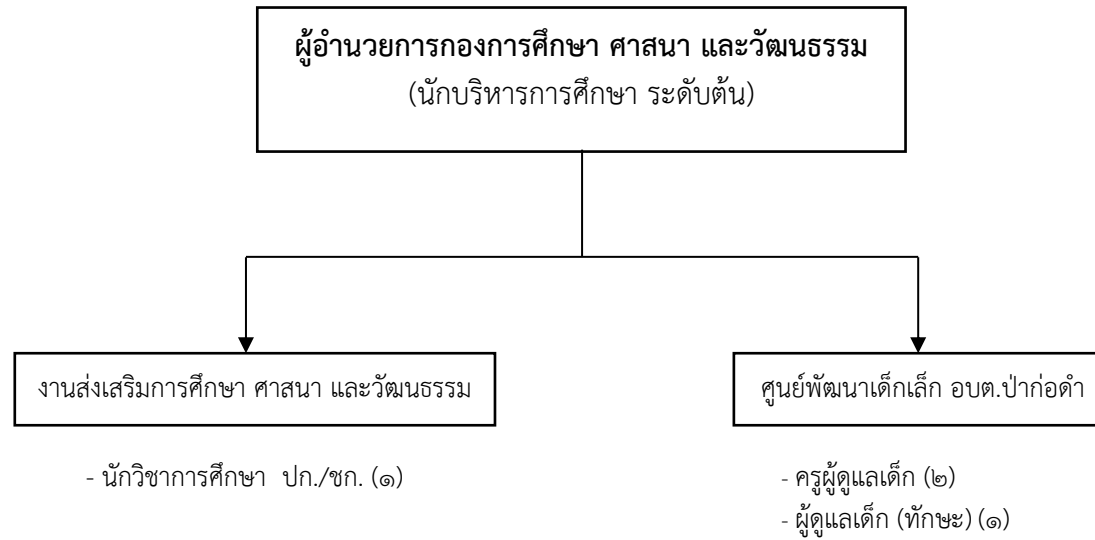 ผู้อำนวยการกองการศึกษา ศาสนา และวัฒนธรรม
(นักบริหารการศึกษา ระดับต้น)
งานส่งเสริมการศึกษา ศาสนา และวัฒนธรรม
- นักวิชาการศึกษา ปก./ชก. (๑)
ศูนย์พัฒนาเด็กเล็ก อบต.ป่าก่อดำ
- ครูผู้ดูแลเด็ก (๒)
- ผู้ดูแลเด็ก (ทักษะ) (๑)